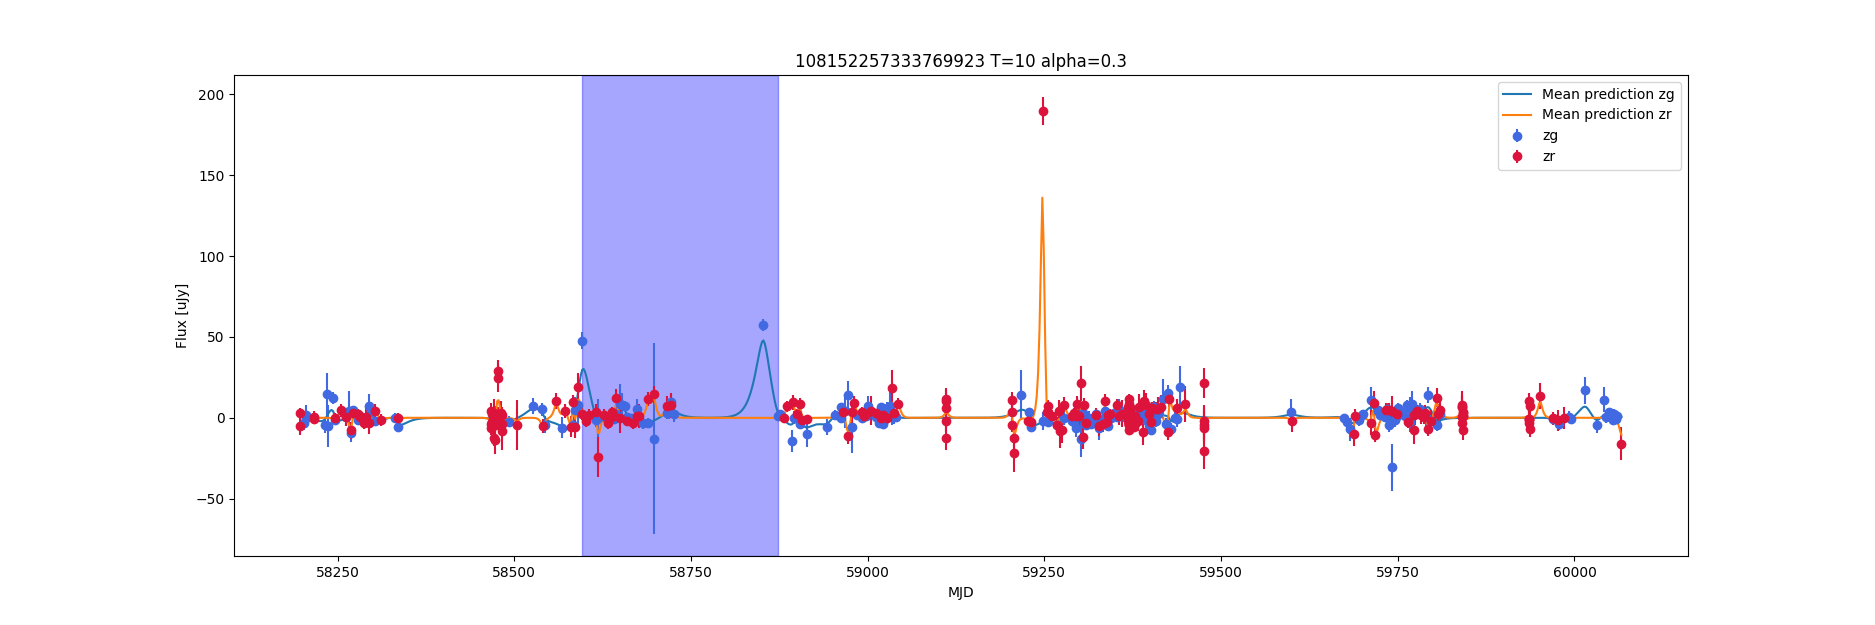 108152257333769923 T=10 alpha=0.3
200
150
100
50
0
−50
Flux [uJy]
58250
58500
58750
59000
59250
59500
59750
60000
MJD
Mean prediction zg
Mean prediction zr
zg
zr